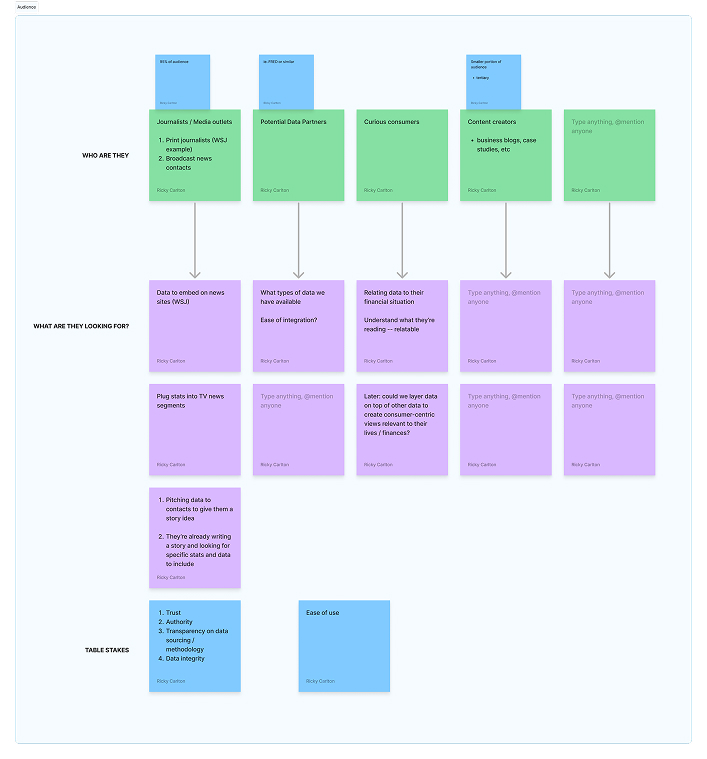 Audience
95% of audience
Ricky Carlton
ie. FRED or similar
Ricky Carlton
Smaller portion of
audience
• tertiary
Ricky Carlton
WHO ARE THEY
Journalists / Media outlets
1. Print journalists (WSJ
example)
2. Broadcast news
contacts
Ricky Carlton
Potential Data Partners
Ricky Carlton
Curious consumers
Ricky Carlton
Content creators
• business blogs, case
studies, etc
Ricky Carlton
Type anything, @mention
anyone
Ricky Carlton
WHAT ARE THEY LOOKING FOR?
Data to embed on news
sites (WSJ)
Ricky Carlton
What types of data we
have available
Ease of integration?
Ricky Carlton
Relating data to their
financial situation
Understand what they're
reading -- relatable
Ricky Carlton
Type anything, @mention
anyone
Ricky Carlton
Type anything, @mention
anyone
Ricky Carlton
Plug stats into TV news
segments
Ricky Carlton
Type anything, @mention
anyone
Ricky Carlton
Later: could we layer data
on top of other data to
create consumer-centric
views relevant to their
lives / finances?
Ricky Carlton
Type anything, @mention
anyone
Ricky Carlton
Type anything, @mention
anyone
Ricky Carlton
1. Pitching data to
contacts to give them a
story idea
2. They're already writing
a story and looking for
specific stats and data
to include
Ricky Carlton
TABLE STAKES
1. Trust
2. Authority
3. Transparency on data
sourcing /
methodology
4. Data integrity
Ricky Carlton
Ease of use
Ricky Carlton